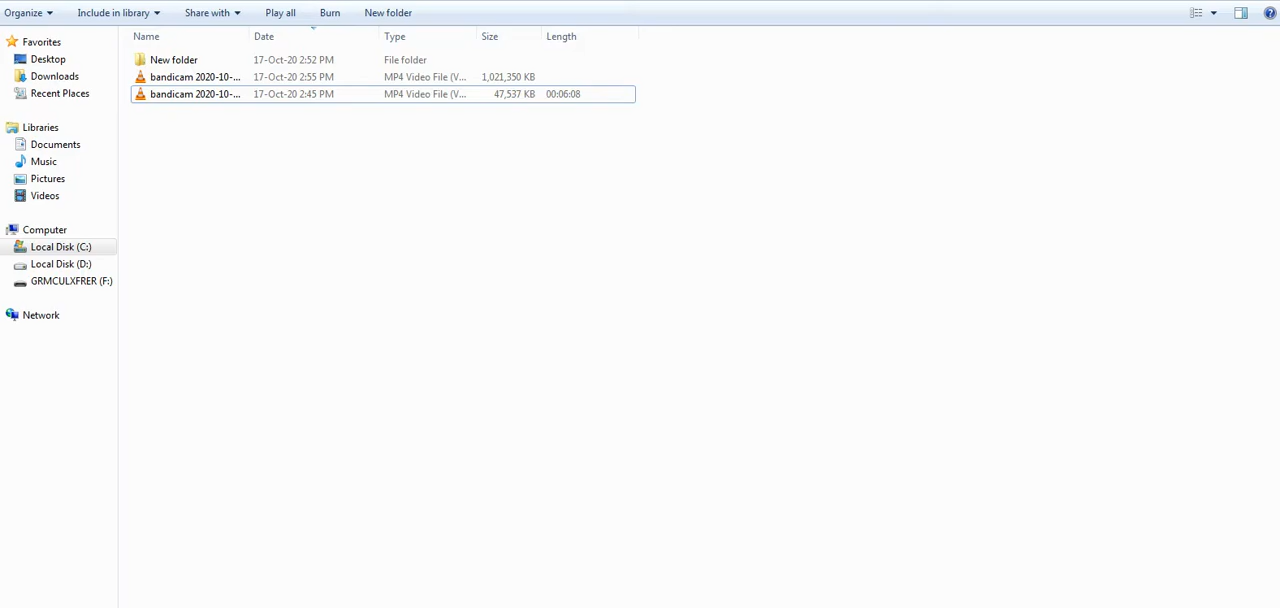 Organize Include in library Share with Play all Burn New folder
Name Date Type Size Length
Favorites
Desktop
Downloads
Recent Places
Libraries
Documents
Music
Pictures
Videos
Computer
Local Disk (C:)
Local Disk (D:)
GRMCULXFRER (F:)
Network
New folder 17-Oct-20 2:52 PM File folder
bandicam 2020-10-... 17-Oct-20 2:55 PM MP4 Video File (V... 1,021,350 KB
bandicam 2020-10-... 17-Oct-20 2:45 PM MP4 Video File (V... 47,537 KB 00:06:08